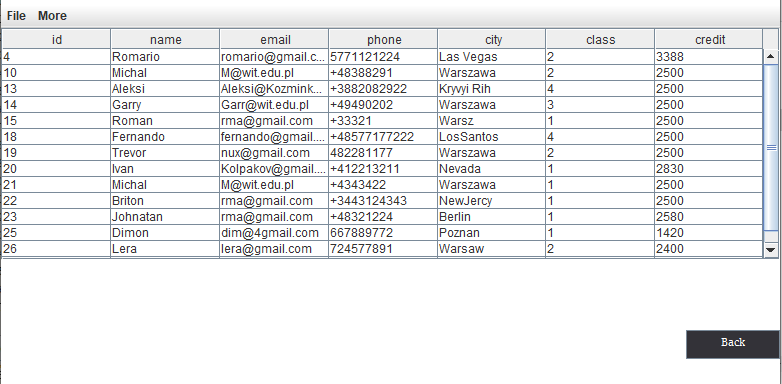 File More
id name email phone city class credit
4 Romario romario@gmail.c... 5771121224 Las Vegas 2 3388
10 Michal M@wit.edu.pl +48388291 Warszawa 2 2500
13 Aleksi Aleksi@Kozmink... +3882082922 Kryvyi Rih 4 2500
14 Garry Garr@wit.edu.pl +49490202 Warszawa 3 2500
15 Roman rma@gmail.com +33321 Warsz 1 2500
18 Fernando fernando@gmail.... +48577177222 LosSantos 4 2500
19 Trevor nux@gmail.com 482281177 Warszawa 2 2500
20 Ivan Kolpakov@gmail.... +412213211 Nevada 1 2830
21 Michal M@wit.edu.pl +4343422 Warszawa 1 2500
22 Briton rma@gmail.com +3443124343 NewJercy 1 2500
23 Johnatan rma@gmail.com +48321224 Berlin 1 2580
25 Dimon dim@4gmail.com 667889772 Poznan 1 1420
26 Lera lera@gmail.com 724577891 Warsaw 2 2400
Back